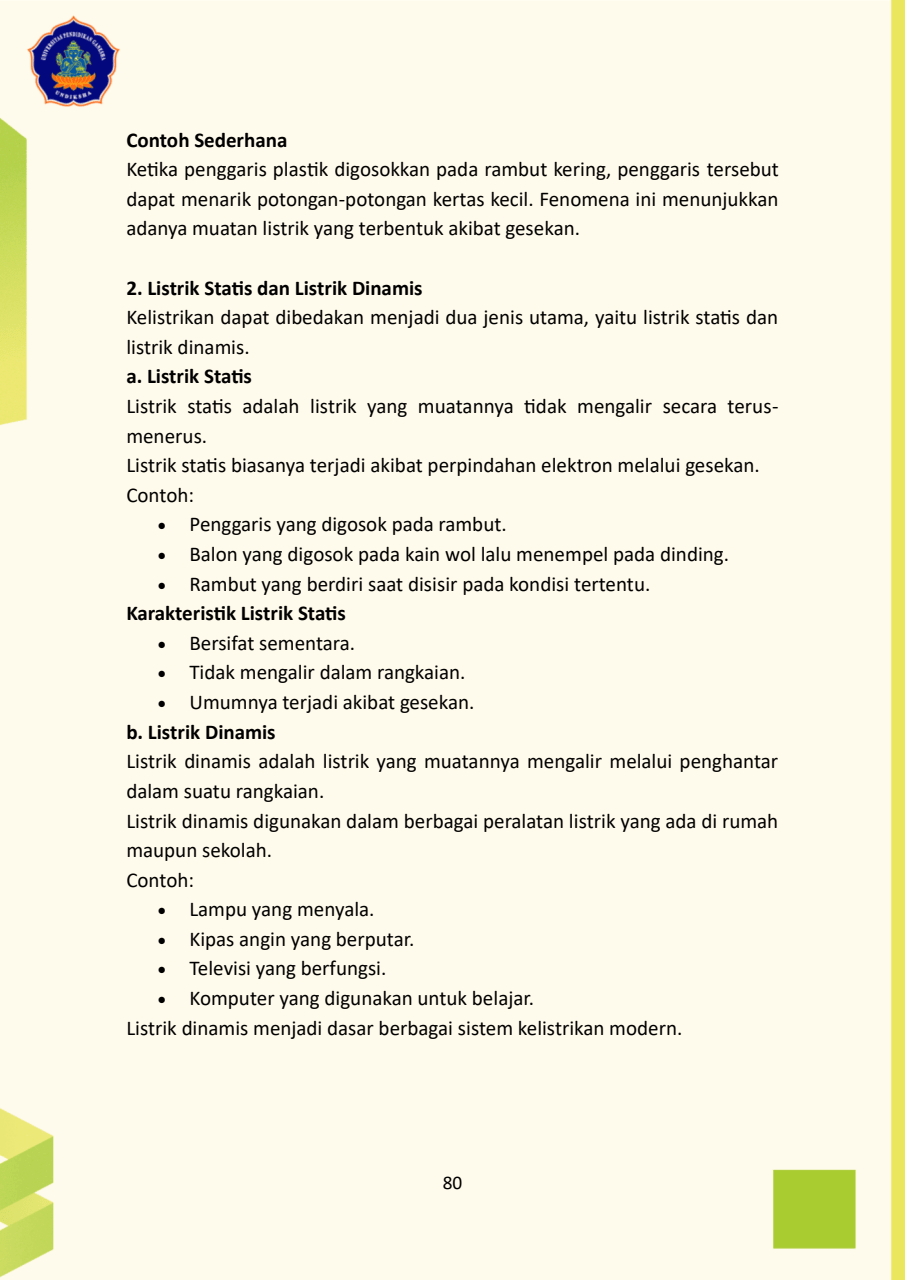 UNIVERSITAS PENDIDIKAN GANESHA
UNDIKSHA
Contoh Sederhana
Ketika penggaris plastik digosokkan pada rambut kering, penggaris tersebut
dapat menarik potongan-potongan kertas kecil. Fenomena ini menunjukkan
adanya muatan listrik yang terbentuk akibat gesekan.
2. Listrik Statis dan Listrik Dinamis
Kelistrikan dapat dibedakan menjadi dua jenis utama, yaitu listrik statis dan
listrik dinamis.
a. Listrik Statis
Listrik statis adalah listrik yang muatannya tidak mengalir secara terus-
menerus.
Listrik statis biasanya terjadi akibat perpindahan elektron melalui gesekan.
Contoh:
• Penggaris yang digosok pada rambut.
• Balon yang digosok pada kain wol lalu menempel pada dinding.
• Rambut yang berdiri saat disisir pada kondisi tertentu.
Karakteristik Listrik Statis
• Bersifat sementara.
• Tidak mengalir dalam rangkaian.
• Umumnya terjadi akibat gesekan.
b. Listrik Dinamis
Listrik dinamis adalah listrik yang muatannya mengalir melalui penghantar
dalam suatu rangkaian.
Listrik dinamis digunakan dalam berbagai peralatan listrik yang ada di rumah
maupun sekolah.
Contoh:
• Lampu yang menyala.
• Kipas angin yang berputar.
• Televisi yang berfungsi.
• Komputer yang digunakan untuk belajar.
Listrik dinamis menjadi dasar berbagai sistem kelistrikan modern.
80